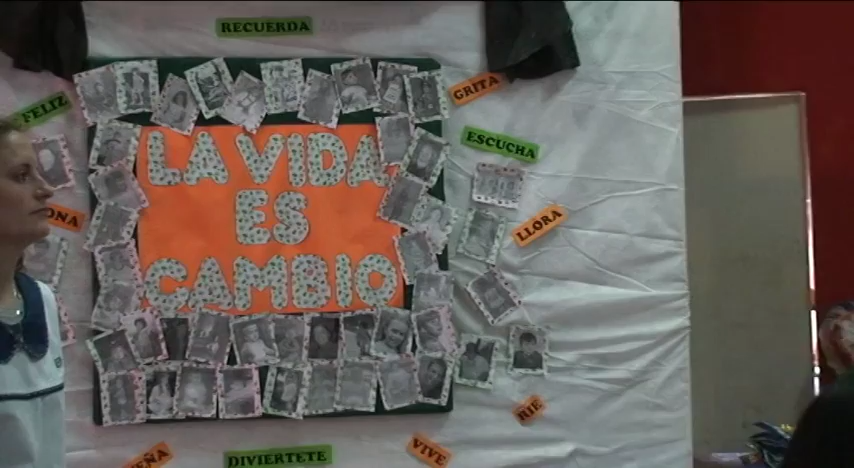 RECUERDA
GRITA
FELIZ
ESCUCHA
LA VIDA
ES
CAMBIO
LLORA
RIE
VIVE
DIVIERTETE